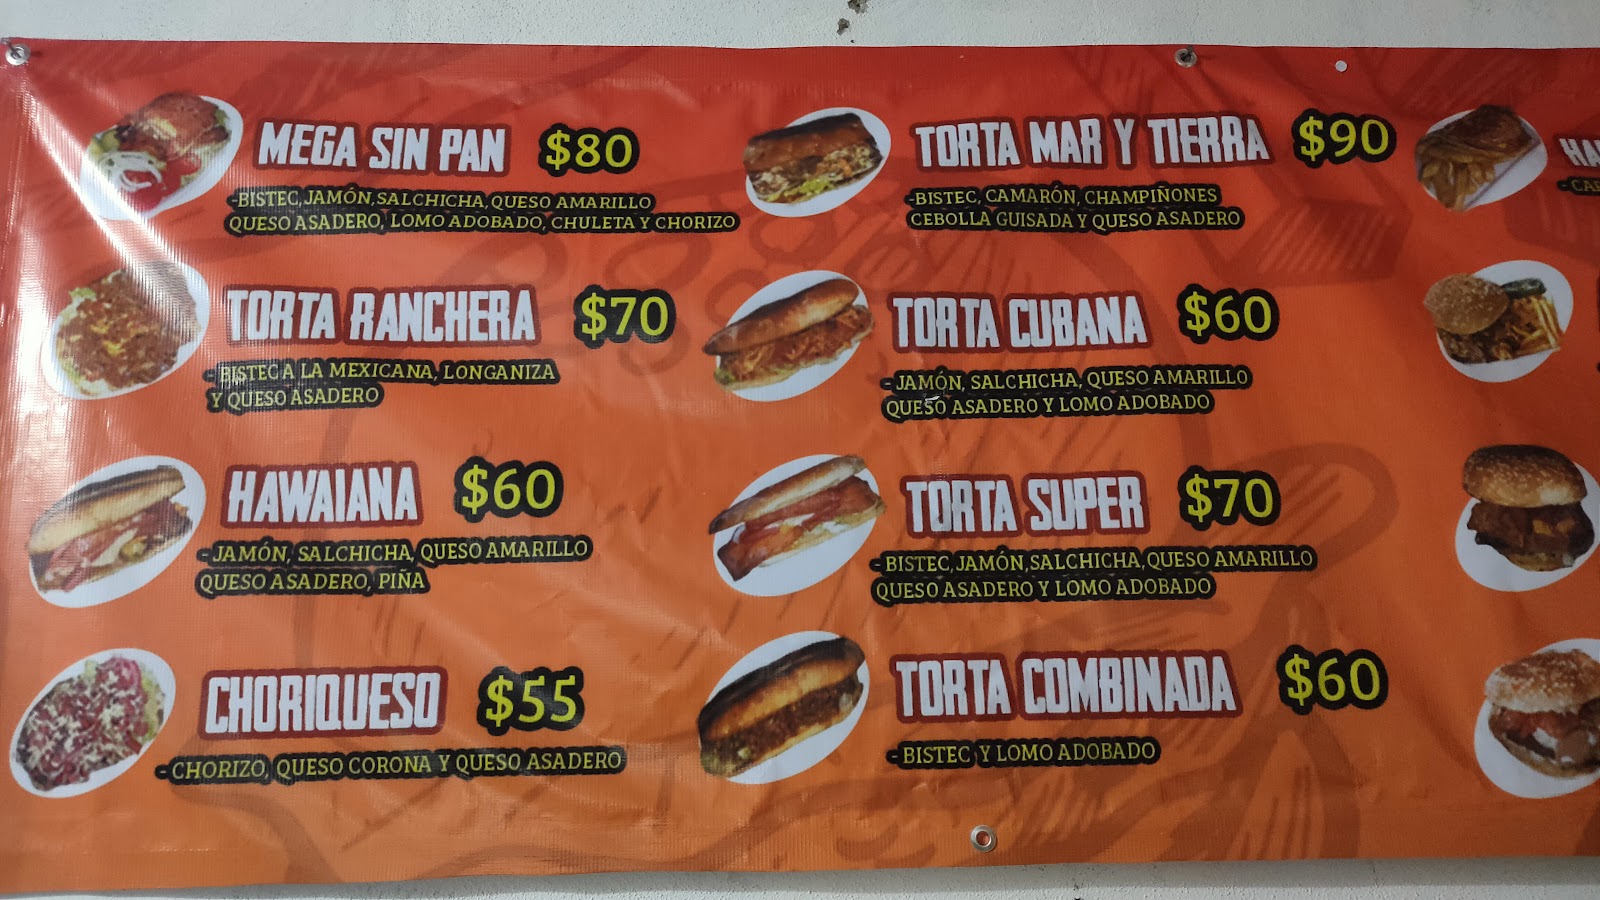 MEGA SIN PAN $80
-BISTEC, JAMÓN, SALCHICHA, QUESO AMARILLO
QUESO ASADERO, LOMO ADOBADO, CHULETA Y CHORIZO
TORTA RANCHERA $70
- BISTEC A LA MEXICANA, LONGANIZA
Y QUESO ASADERO
HAWAIANA $60
- JAMÓN, SALCHICHA, QUESO AMARILLO
QUESO ASADERO, PIÑA
CHORIQUESO $55
- CHORIZO, QUESO CORONA Y QUESO ASADERO
TORTA MAR Y TIERRA $90
-BISTEC, CAMARÓN, CHAMPIÑONES
CEBOLLA GUISADA Y QUESO ASADERO
TORTA CUBANA $60
- JAMÓN, SALCHICHA, QUESO AMARILLO
QUESO ASADERO Y LOMO ADOBADO
TORTA SUPER $70
- BISTEC, JAMÓN, SALCHICHA, QUESO AMARILLO
QUESO ASADERO Y LOMO ADOBADO
TORTA COMBINADA $60
- BISTEC Y LOMO ADOBADO